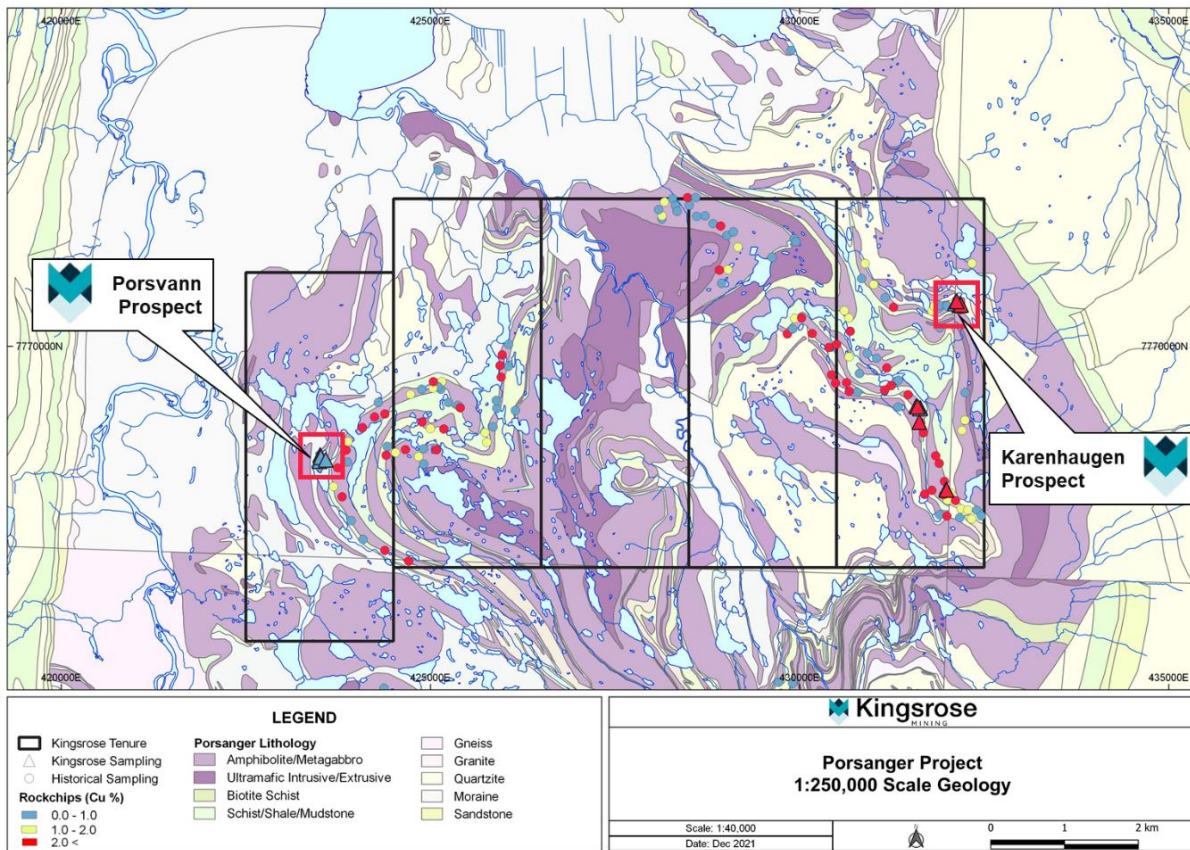 420000E
425000E
430000E
435000E
Porsvann
Prospect
7770000N
7770000N
Karenhaugen
Prospect
420000E
425000E
430000E
435000E
LEGEND
Kingsrose Tenure
Kingsrose Sampling
Historical Sampling
Rockchips (Cu %)
0.0 - 1.0
1.0 - 2.0
2.0 <
Porsanger Lithology
Amphibolite/Metagabbro
Ultramafic Intrusive/Extrusive
Biotite Schist
Schist/Shale/Mudstone
Gneiss
Granite
Quartzite
Moraine
Sandstone
Kingsrose
MINING
Porsanger Project
1:250,000 Scale Geology
Scale: 1:40,000
Date: Dec 2021
0 1 2 km